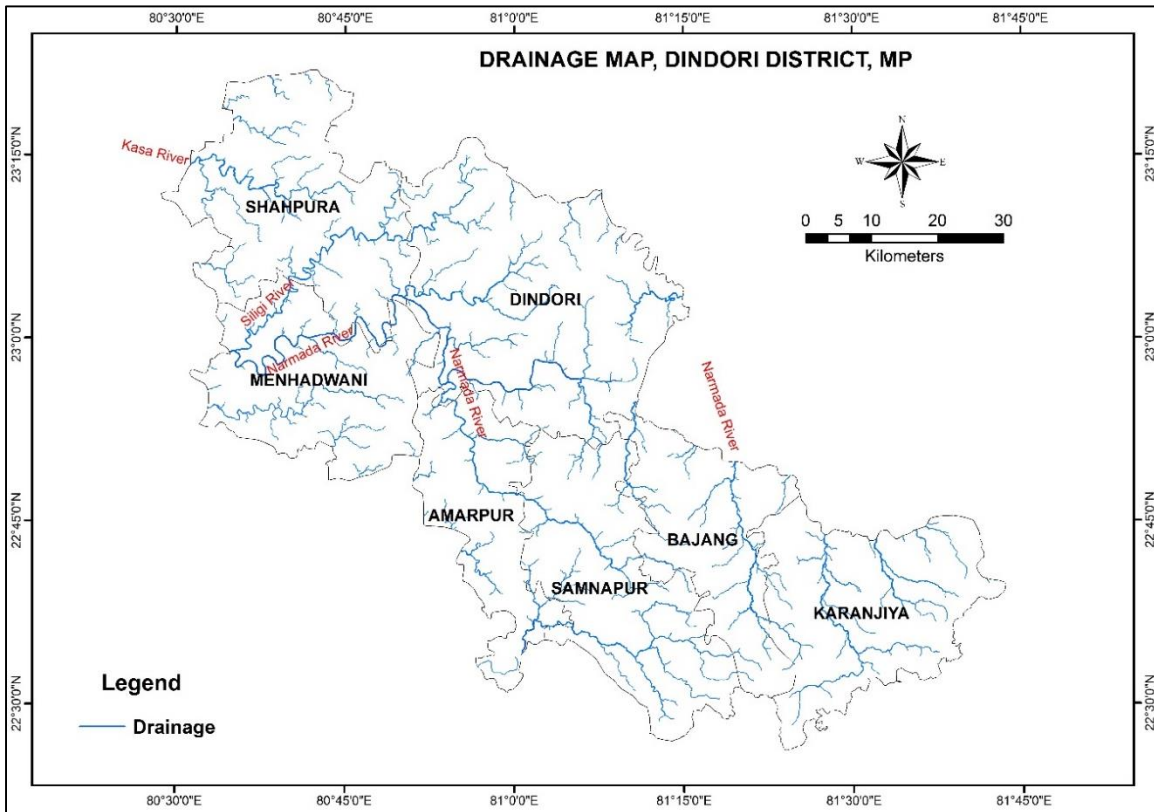 80°30'0"E 80°45'0"E 81°0'0"E 81°15'0"E 81°30'0"E 81°45'0"E
DRAINAGE MAP, DINDORI DISTRICT, MP
N
W E
S
23°15'0"N 23°15'0"N
Kasa River
SHAHPURA
0 5 10 20 30
Kilometers
Siligi River
DINDORI
23°0'0"N 23°0'0"N
Narmada River
MENHADWANI
Narmada River
Narmada River
22°45'0"N 22°45'0"N
AMARPUR
BAJANG
SAMNAPUR
KARANJIYA
Legend
Drainage
22°30'0"N 22°30'0"N
80°30'0"E 80°45'0"E 81°0'0"E 81°15'0"E 81°30'0"E 81°45'0"E